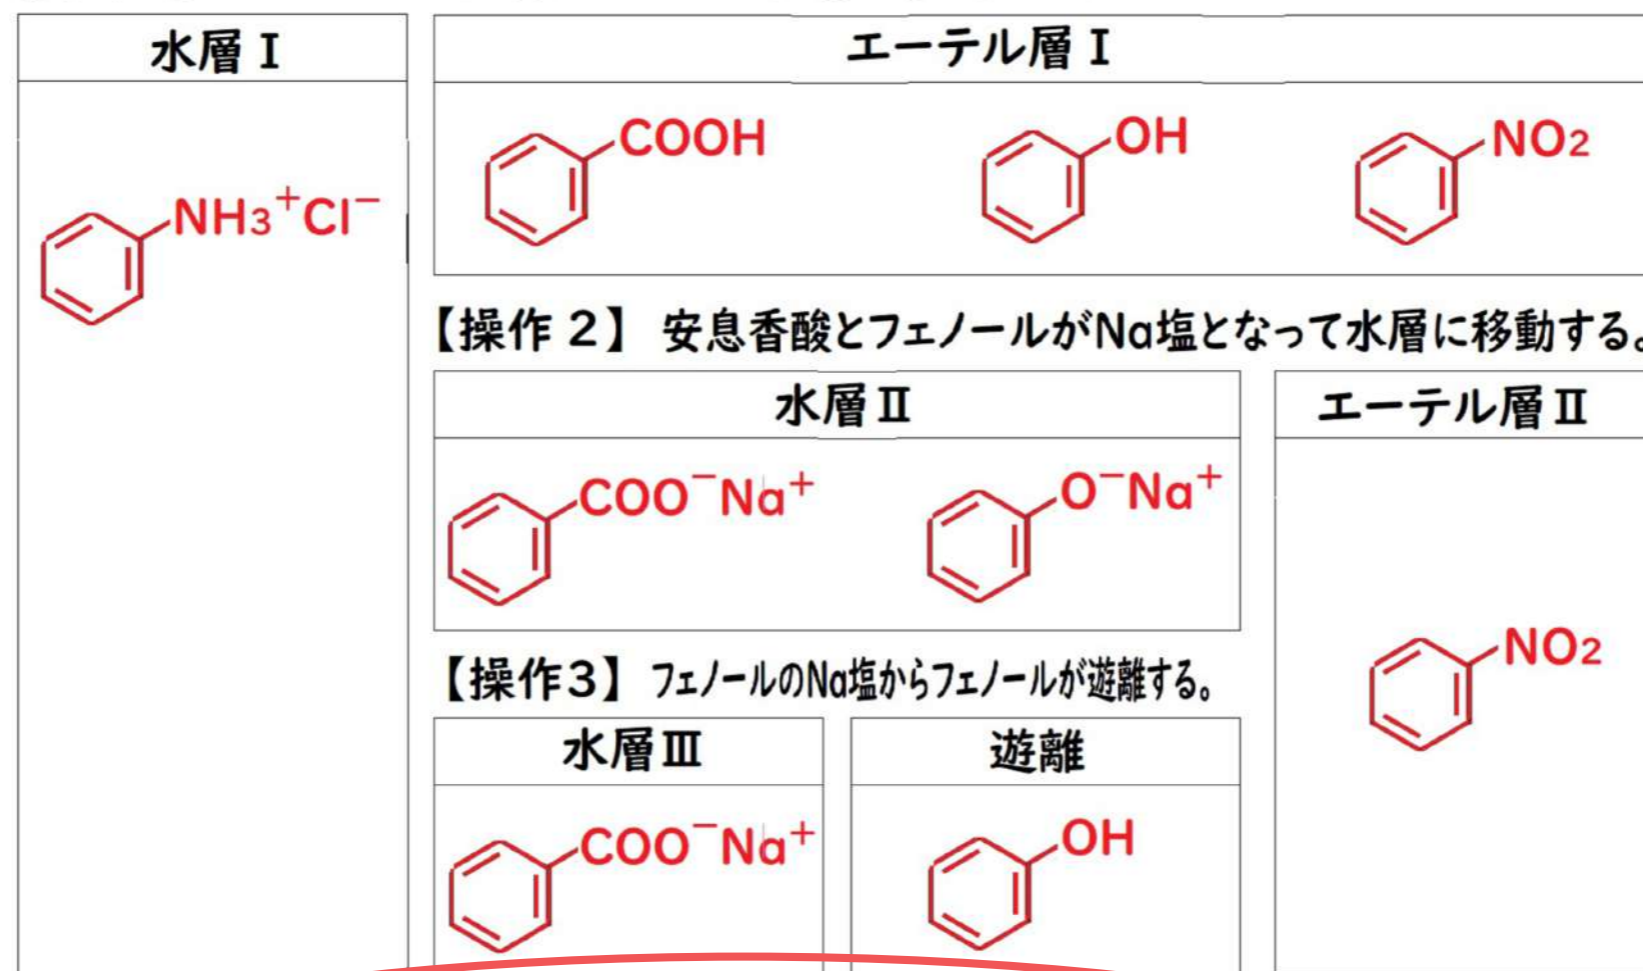 水層Ⅰ
エーテル層Ⅰ
NH3⁺Cl⁻
COOH
OH
NO2
【操作2】 安息香酸とフェノールがNa塩となって水層に移動する。
水層Ⅱ
エーテル層Ⅱ
COO⁻Na⁺
O⁻Na⁺
NO2
【操作3】 フェノールのNa塩からフェノールが遊離する。
水層Ⅲ
遊離
COO⁻Na⁺
OH